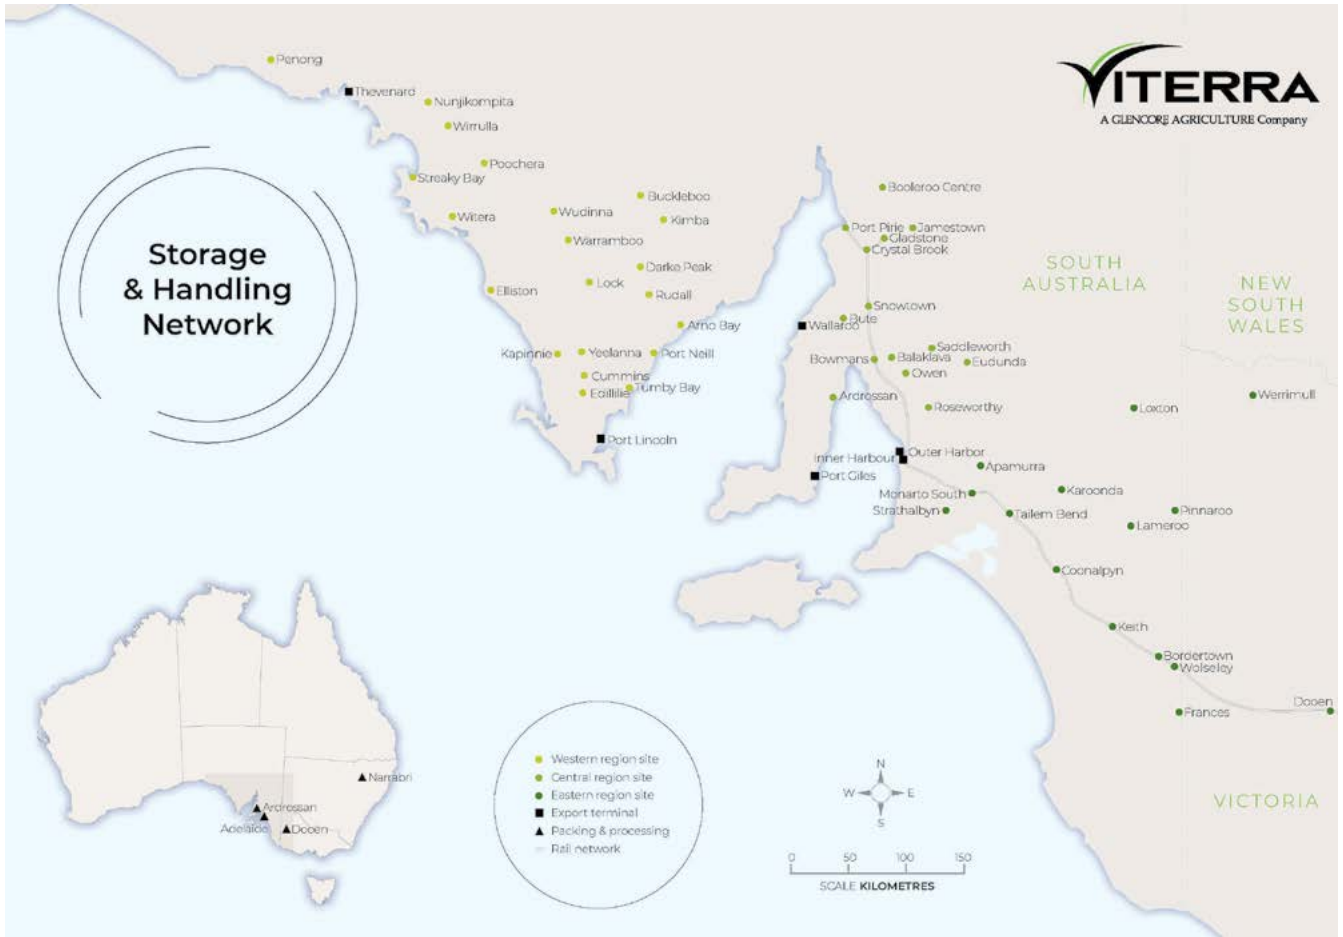 VITERRA
A GLENCORE AGRICULTURE Company
Storage
& Handling
Network
Penong
Thevenard
Nunjikompita
Wirrulla
Poochera
Streaky Bay
Witera
Wudinna
Buckleboo
Kimba
Warramboo
Darke Peak
Lock
Rudall
Elliston
Arno Bay
Kapinnie
Yeelanna
Port Neill
Cummins
Edillilie
Tumby Bay
Port Lincoln
Booleroo Centre
Port Pirie
Jamestown
Gladstone
Crystal Brook
Snowtown
Bute
Wallaroo
Saddleworth
Bowmans
Balaklava
Eudunda
Owen
Ardrossan
Roseworthy
Outer Harbor
Inner Harbour
Port Giles
SOUTH
AUSTRALIA
NEW
SOUTH
WALES
Werrimull
Loxton
Apamurra
Monarto South
Karoonda
Strathalbyn
Tailem Bend
Pinnaroo
Lameroo
Coonalpyn
Keith
Bordertown
Wolseley
Frances
Dooen
VICTORIA
Narrabri
Ardrossan
Adelaide
Dooen
Western region site
Central region site
Eastern region site
Export terminal
Packing & processing
Rail network
N
W
E
S
0 50 100 150
SCALE KILOMETRES